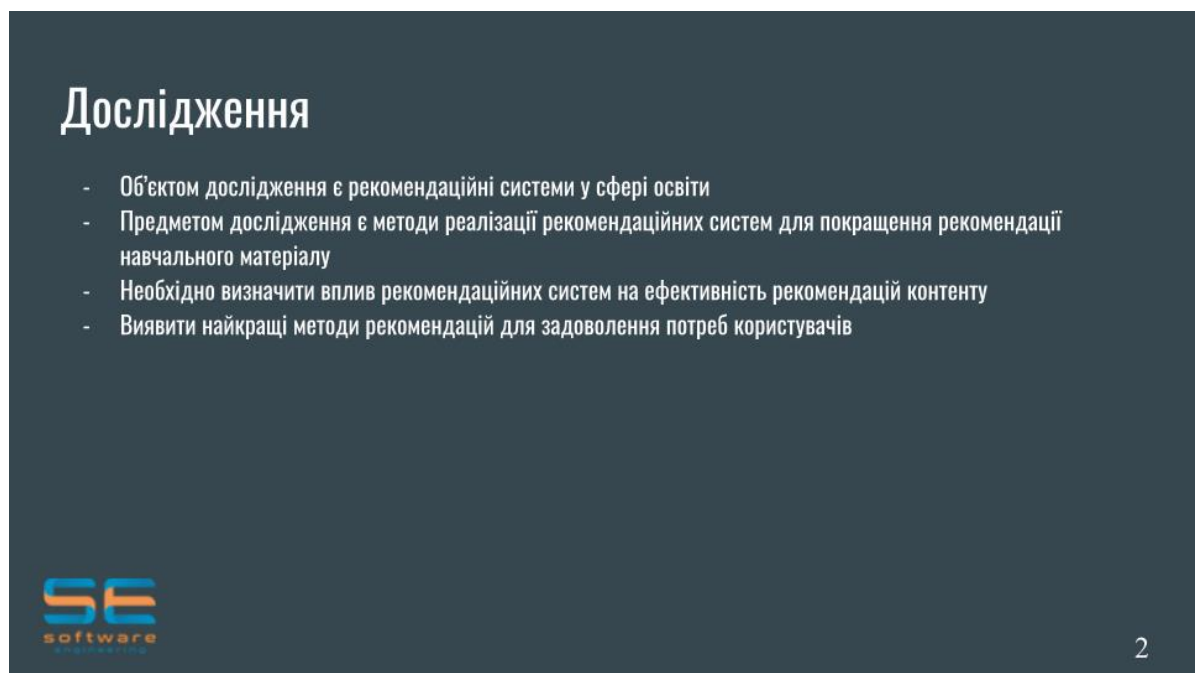 Дослідження
- Об'єктом дослідження є рекомендаційні системи у сфері освіти
- Предметом дослідження є методи реалізації рекомендаційних систем для покращення рекомендації
навчального матеріалу
- Необхідно визначити вплив рекомендаційних систем на ефективність рекомендацій контенту
- Виявити найкращі методи рекомендацій для задоволення потреб користувачів
SE
software
engineering
2